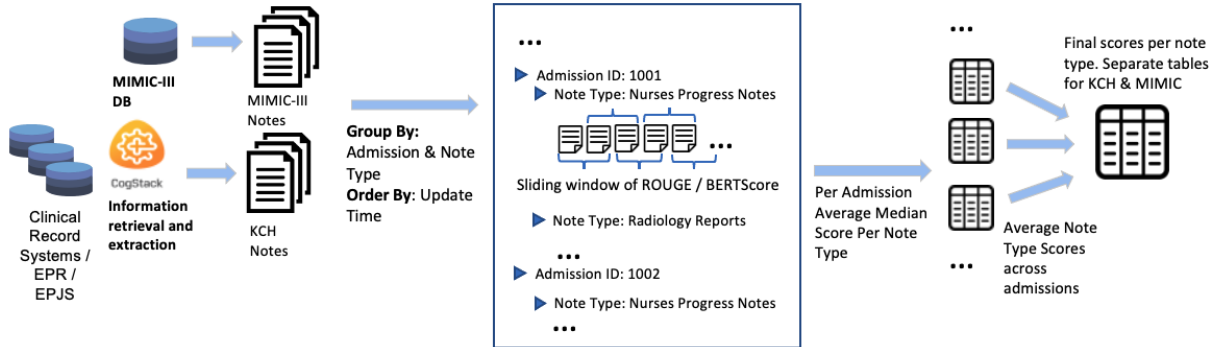 MIMIC-III
DB
MIMIC-III
Notes
CogStack
Information
retrieval and
extraction
Clinical
Record
Systems /
EPR /
EPJS
KCH
Notes
Group By:
Admission & Note
Type
Order By: Update
Time
...
Admission ID: 1001
Note Type: Nurses Progress Notes
...
Sliding window of ROUGE / BERTScore
Note Type: Radiology Reports
...
Admission ID: 1002
Note Type: Nurses Progress Notes
...
Per Admission
Average Median
Score Per Note
Type
...
...
Average Note
Type Scores
across
admissions
Final scores per note
type. Separate tables
for KCH & MIMIC